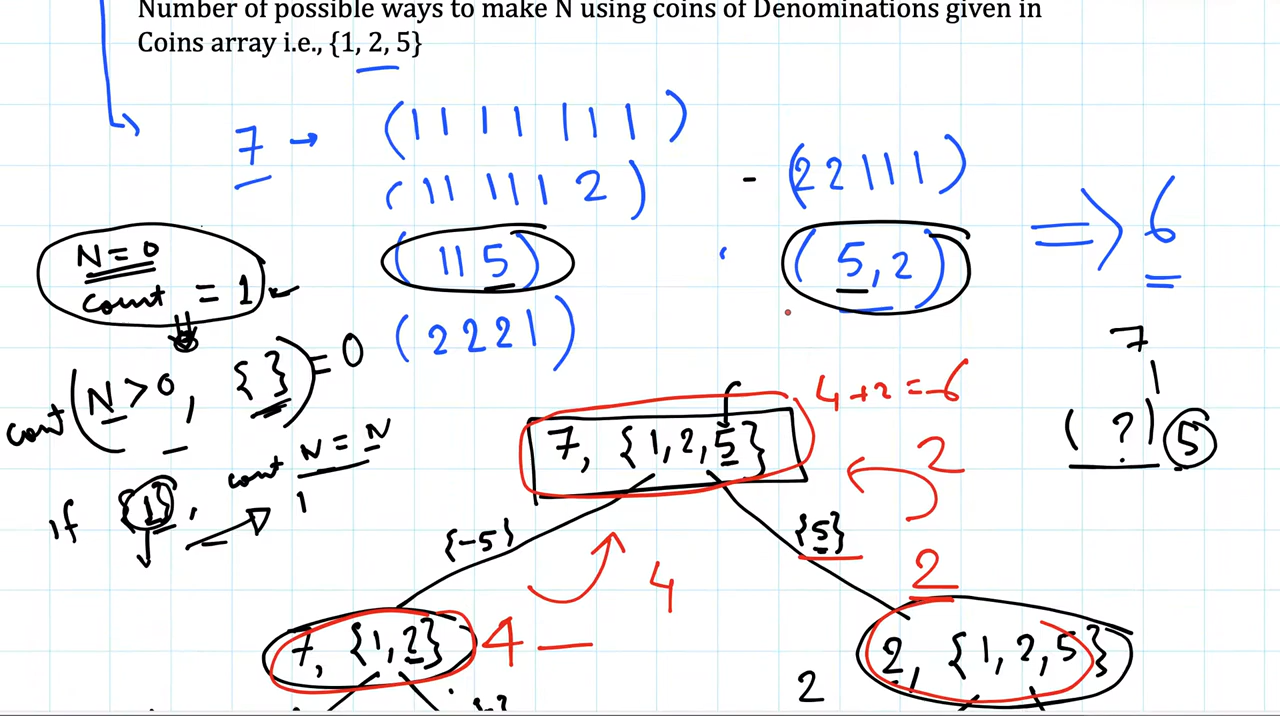 Number of possible ways to make N using coins of Denominations given in
Coins array i.e., {1, 2, 5}
7 → (1 1 1 1 1 1 1)
(1 1 1 1 1 2) - (2 2 1 1 1)
(1 1 5) (5, 2) => 6
(2 2 2 1)
N = 0
count = 1
count (N > 0, { }) = 0
if {1}, count N = N
1
7
( ? ) 5
4 + 2 = 6
7, {1, 2, 5}
2
{-5} {5}
4 2
7, {1, 2} 4 — 2, {1, 2, 5}
2